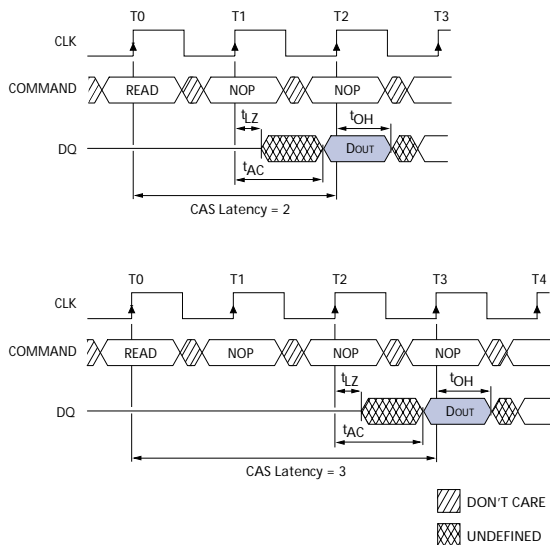 T0 T1 T2 T3
CLK
COMMAND READ NOP NOP
tLZ tOH
DQ DOUT
tAC
CAS Latency = 2
T0 T1 T2 T3 T4
CLK
COMMAND READ NOP NOP NOP
tLZ tOH
DQ DOUT
tAC
CAS Latency = 3
DON'T CARE
UNDEFINED